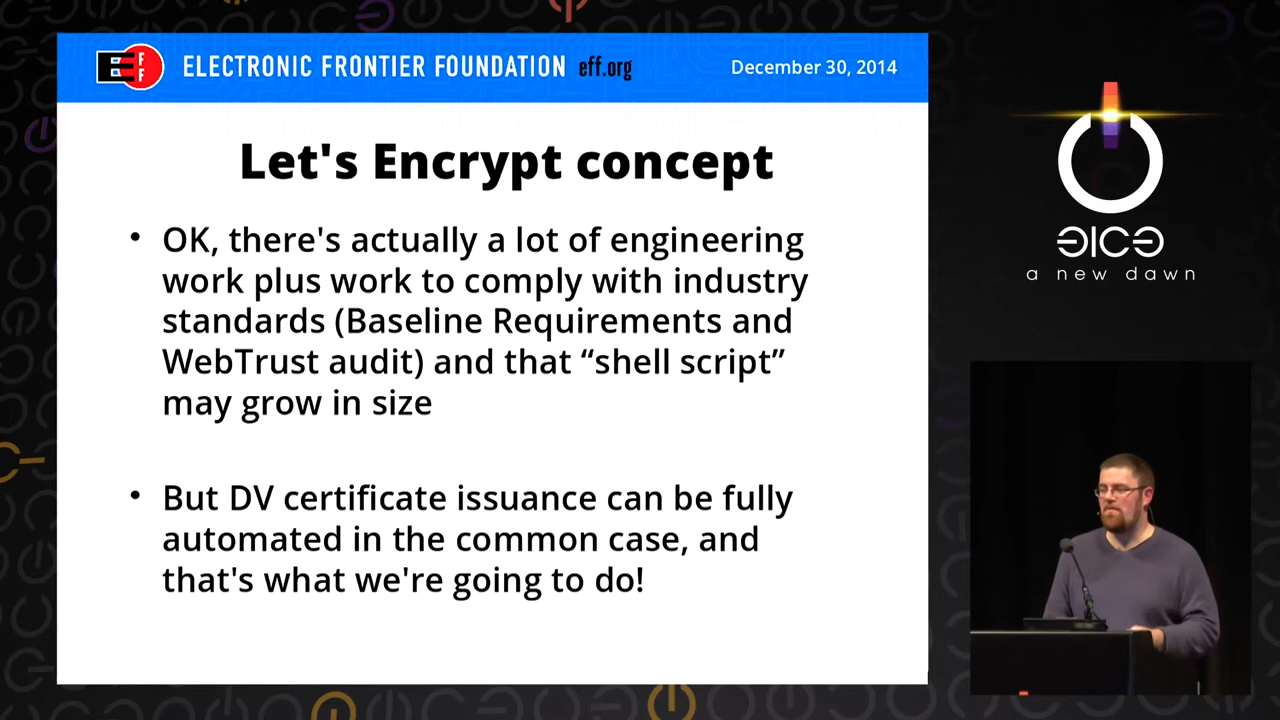 EFF
ELECTRONIC FRONTIER FOUNDATION eff.org
December 30, 2014
Let's Encrypt concept
• OK, there's actually a lot of engineering
work plus work to comply with industry
standards (Baseline Requirements and
WebTrust audit) and that “shell script”
may grow in size
• But DV certificate issuance can be fully
automated in the common case, and
that's what we're going to do!
31C3
a new dawn